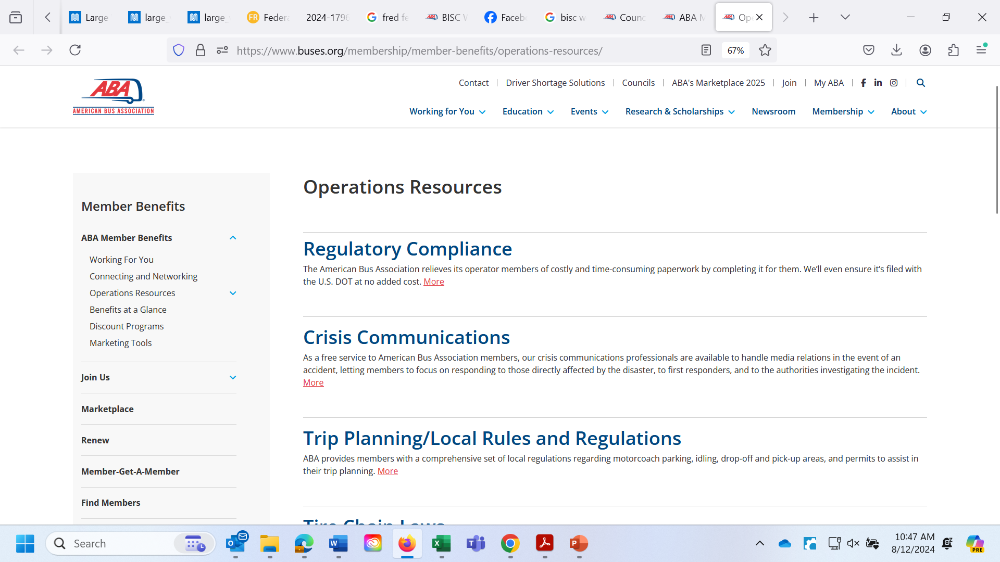 Large
large_
large_
FR
Federa
2024-1796
fred fe
BISC W
Facebo
bisc w
Counc
ABA M
Op
https://www.buses.org/membership/member-benefits/operations-resources/
67%
ABA
AMERICAN BUS ASSOCIATION
Contact
Driver Shortage Solutions
Councils
ABA's Marketplace 2025
Join
My ABA
Working for You
Education
Events
Research & Scholarships
Newsroom
Membership
About
Member Benefits
ABA Member Benefits
Working For You
Connecting and Networking
Operations Resources
Benefits at a Glance
Discount Programs
Marketing Tools
Join Us
Marketplace
Renew
Member-Get-A-Member
Find Members
Operations Resources
Regulatory Compliance
The American Bus Association relieves its operator members of costly and time-consuming paperwork by completing it for them. We’ll even ensure it’s filed with
the U.S. DOT at no added cost. More
Crisis Communications
As a free service to American Bus Association members, our crisis communications professionals are available to handle media relations in the event of an
accident, letting members to focus on responding to those directly affected by the disaster, to first responders, and to the authorities investigating the incident.
More
Trip Planning/Local Rules and Regulations
ABA provides members with a comprehensive set of local regulations regarding motorcoach parking, idling, drop-off and pick-up areas, and permits to assist in
their trip planning. More
Tire Chain Laws
Search
10:47 AM
8/12/2024
PRE